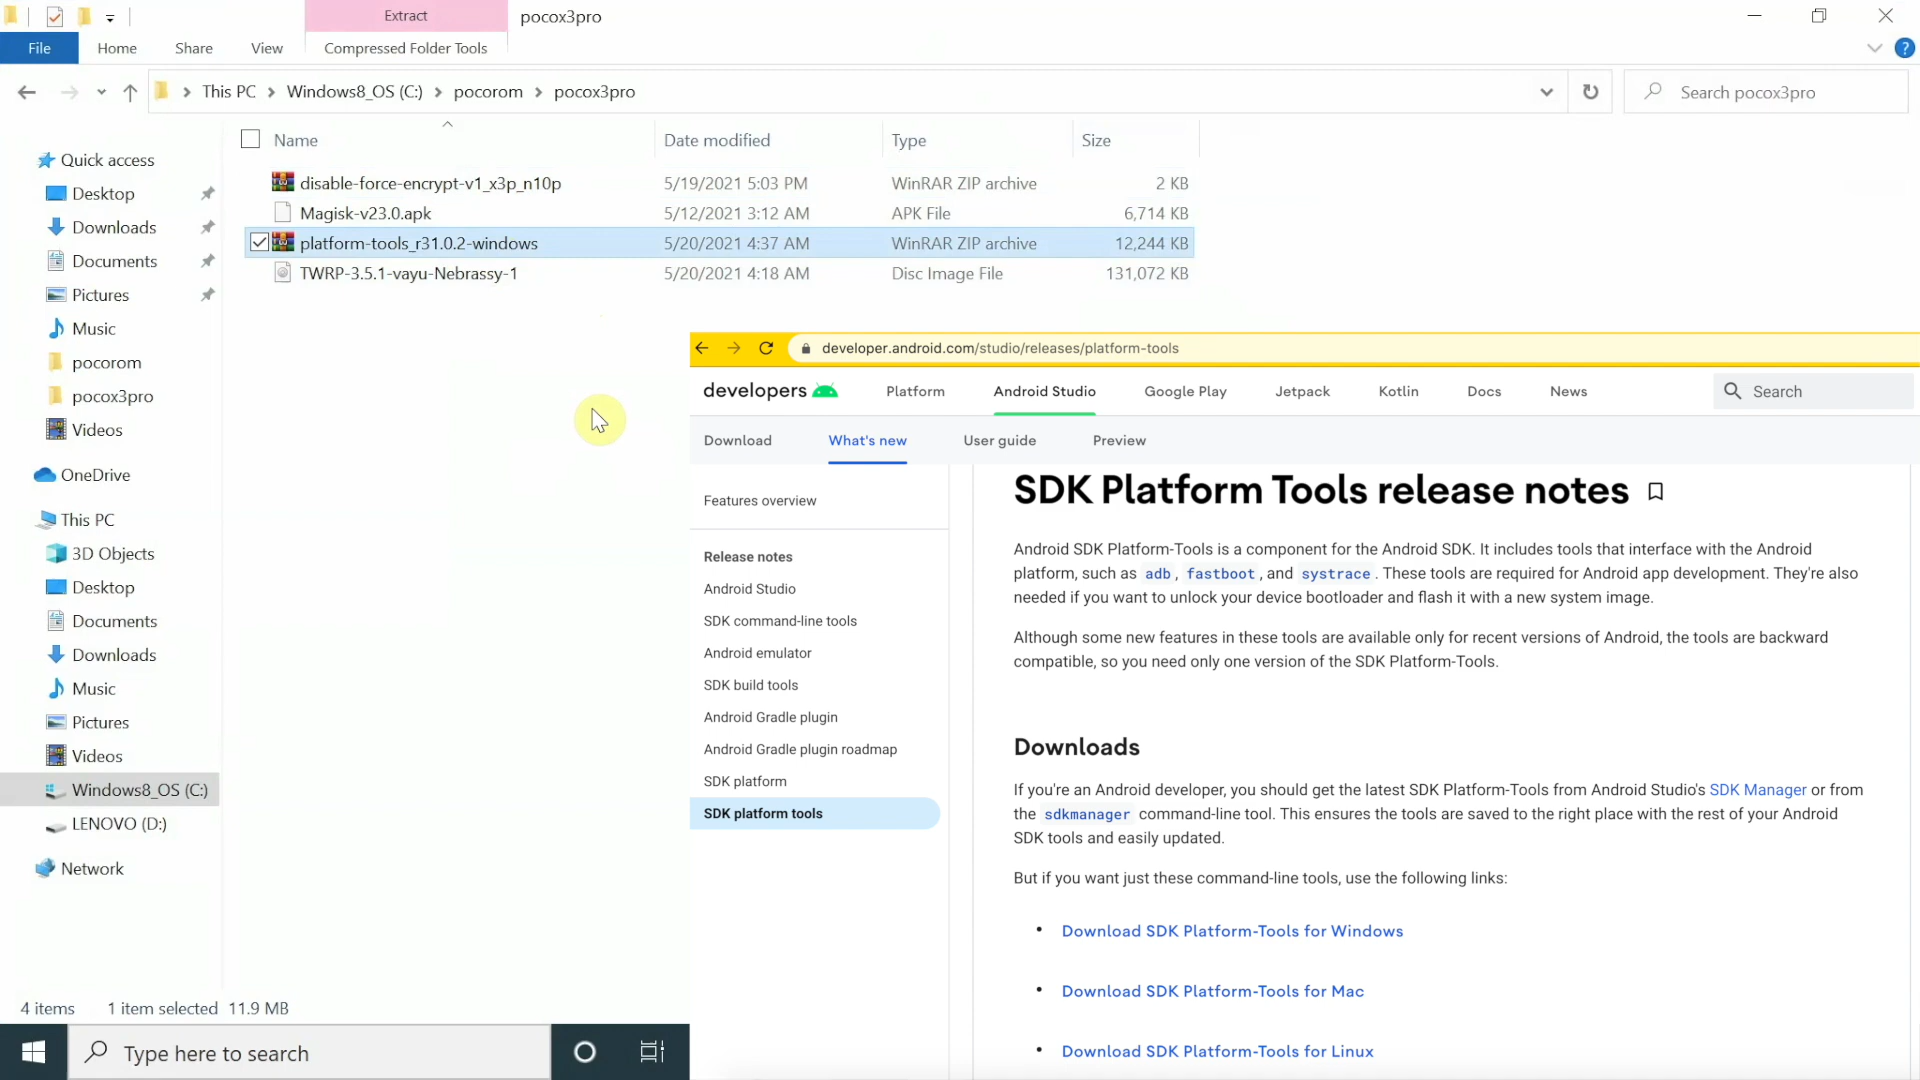 Extract
pocox3pro
File
Home
Share
View
Compressed Folder Tools
?
This PC
Windows8_OS (C:)
pocorom
pocox3pro
Search pocox3pro
Name
Date modified
Type
Size
disable-force-encrypt-v1_x3p_n10p
5/19/2021 5:03 PM
WinRAR ZIP archive
2 KB
Magisk-v23.0.apk
5/12/2021 3:12 AM
APK File
6,714 KB
platform-tools_r31.0.2-windows
5/20/2021 4:37 AM
WinRAR ZIP archive
12,244 KB
TWRP-3.5.1-vayu-Nebrassy-1
5/20/2021 4:18 AM
Disc Image File
131,072 KB
Quick access
Desktop
Downloads
Documents
Pictures
Music
pocorom
pocox3pro
Videos
OneDrive
This PC
3D Objects
Desktop
Documents
Downloads
Music
Pictures
Videos
Windows8_OS (C:)
LENOVO (D:)
Network
4 items
1 item selected 11.9 MB
Type here to search
developer.android.com/studio/releases/platform-tools
developers
Platform
Android Studio
Google Play
Jetpack
Kotlin
Docs
News
Search
Download
What's new
User guide
Preview
Features overview
Release notes
Android Studio
SDK command-line tools
Android emulator
SDK build tools
Android Gradle plugin
Android Gradle plugin roadmap
SDK platform
SDK platform tools
SDK Platform Tools release notes
Android SDK Platform-Tools is a component for the Android SDK. It includes tools that interface with the Android
platform, such as adb, fastboot, and systrace. These tools are required for Android app development. They're also
needed if you want to unlock your device bootloader and flash it with a new system image.
Although some new features in these tools are available only for recent versions of Android, the tools are backward
compatible, so you need only one version of the SDK Platform-Tools.
Downloads
If you're an Android developer, you should get the latest SDK Platform-Tools from Android Studio's SDK Manager or from
the sdkmanager command-line tool. This ensures the tools are saved to the right place with the rest of your Android
SDK tools and easily updated.
But if you want just these command-line tools, use the following links:
• Download SDK Platform-Tools for Windows
• Download SDK Platform-Tools for Mac
• Download SDK Platform-Tools for Linux